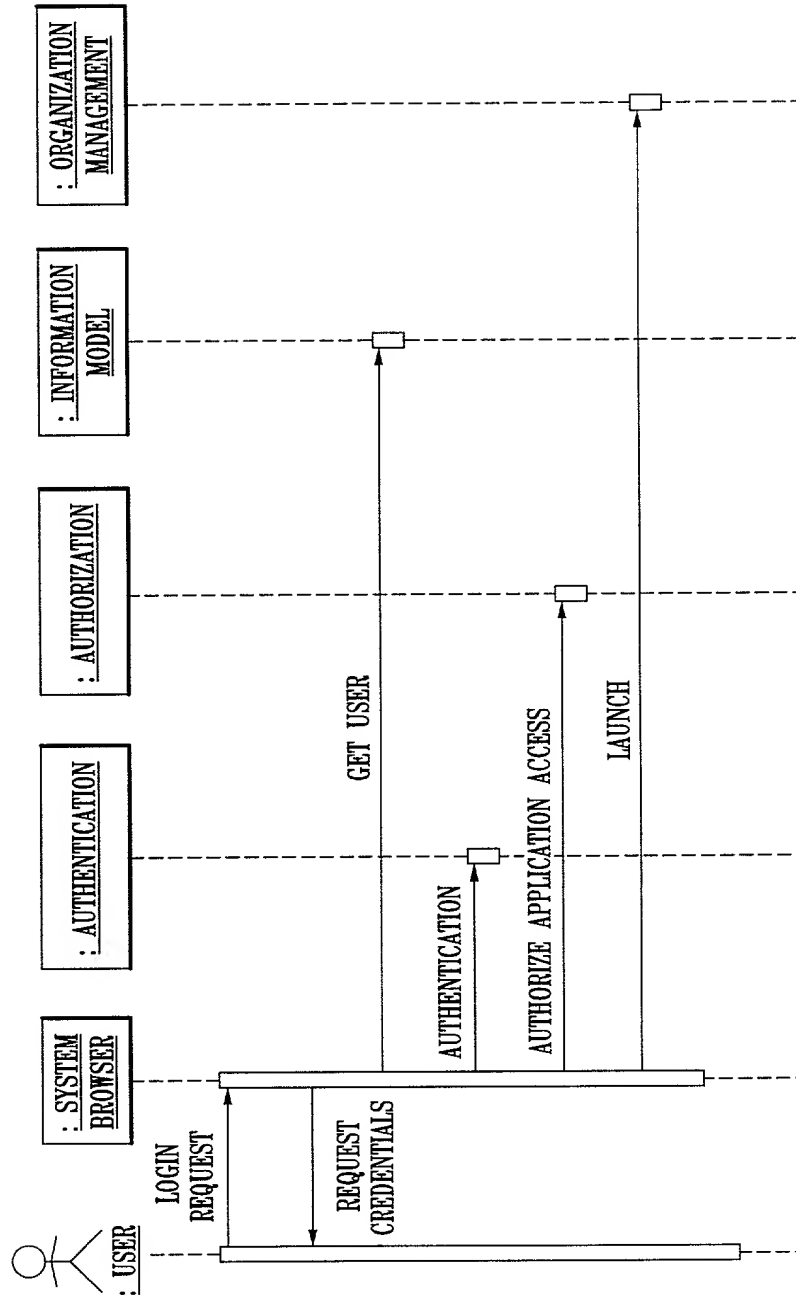 : USER
: SYSTEM
BROWSER
: AUTHENTICATION
: AUTHORIZATION
: INFORMATION
MODEL
: ORGANIZATION
MANAGEMENT
LOGIN
REQUEST
REQUEST
CREDENTIALS
GET USER
AUTHENTICATION
AUTHORIZE APPLICATION ACCESS
LAUNCH